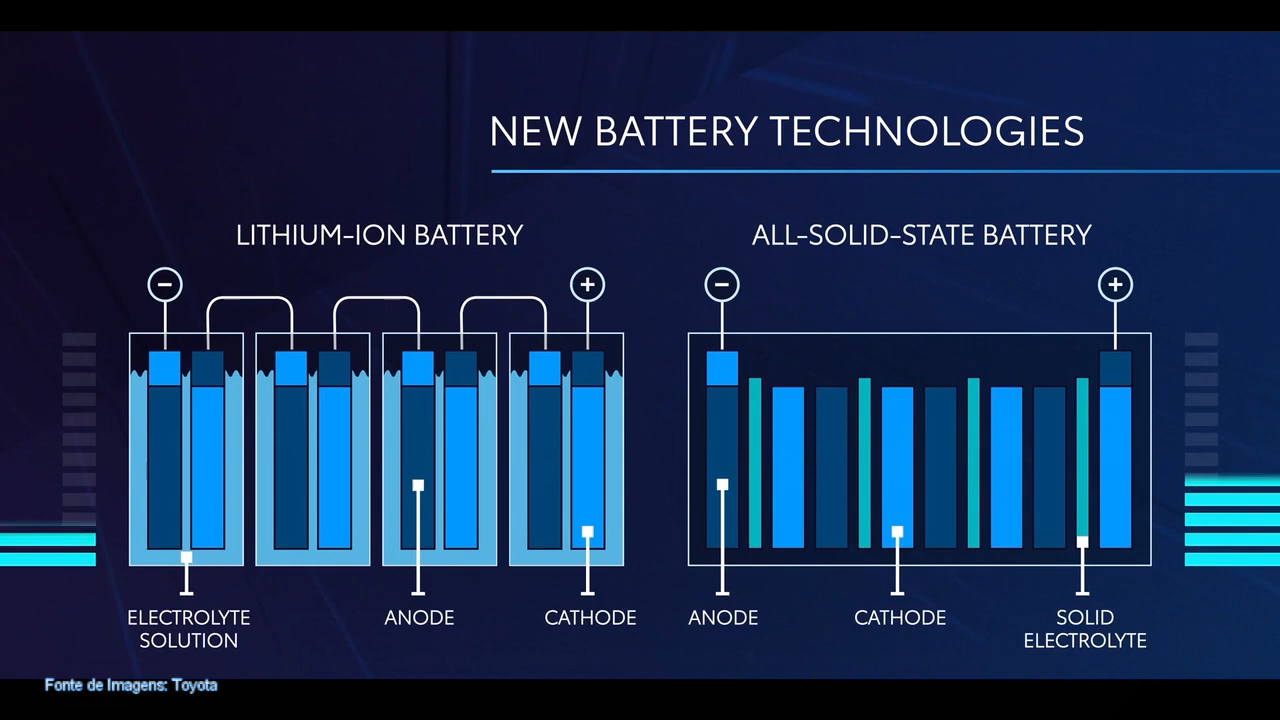 NEW BATTERY TECHNOLOGIES
LITHIUM-ION BATTERY
ALL-SOLID-STATE BATTERY
− + − +
ELECTROLYTE
SOLUTION
ANODE
CATHODE
ANODE
CATHODE
SOLID
ELECTROLYTE
Fonte de Imagens: Toyota